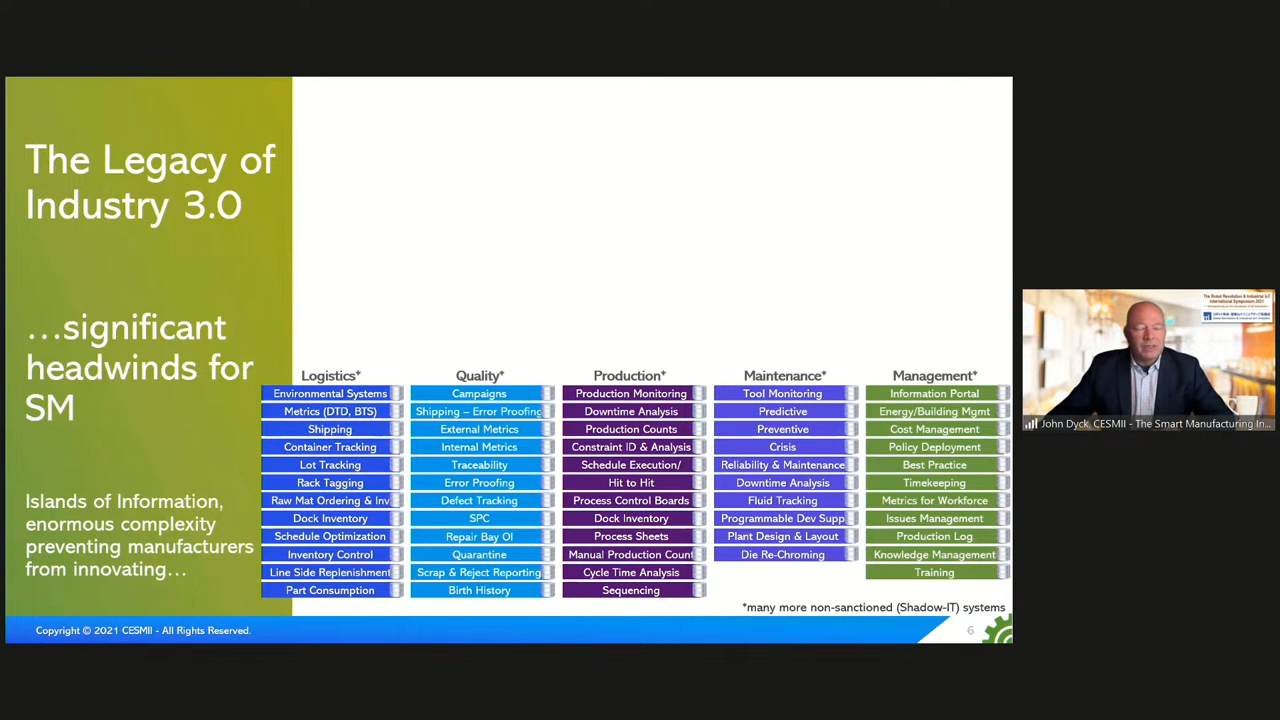 The Legacy of
Industry 3.0
...significant
headwinds for
SM
Islands of Information,
enormous complexity
preventing manufacturers
from innovating...
Logistics*
Environmental Systems
Metrics (DTD, BTS)
Shipping
Container Tracking
Lot Tracking
Rack Tagging
Raw Mat Ordering & Inv
Dock Inventory
Schedule Optimization
Inventory Control
Line Side Replenishment
Part Consumption
Quality*
Campaigns
Shipping – Error Proofing
External Metrics
Internal Metrics
Traceability
Error Proofing
Defect Tracking
SPC
Repair Bay OI
Quarantine
Scrap & Reject Reporting
Birth History
Production*
Production Monitoring
Downtime Analysis
Production Counts
Constraint ID & Analysis
Schedule Execution/
Hit to Hit
Process Control Boards
Dock Inventory
Process Sheets
Manual Production Count
Cycle Time Analysis
Sequencing
Maintenance*
Tool Monitoring
Predictive
Preventive
Crisis
Reliability & Maintenance
Downtime Analysis
Fluid Tracking
Programmable Dev Supp
Plant Design & Layout
Die Re-Chroming
Management*
Information Portal
Energy/Building Mgmt
Cost Management
Policy Deployment
Best Practice
Timekeeping
Metrics for Workforce
Issues Management
Production Log
Knowledge Management
Training
*many more non-sanctioned (Shadow-IT) systems
Copyright © 2021 CESMII - All Rights Reserved.
6
The Robot Revolution & Industrial IoT
International Symposium 2021
John Dyck, CESMII - The Smart Manufacturing In...